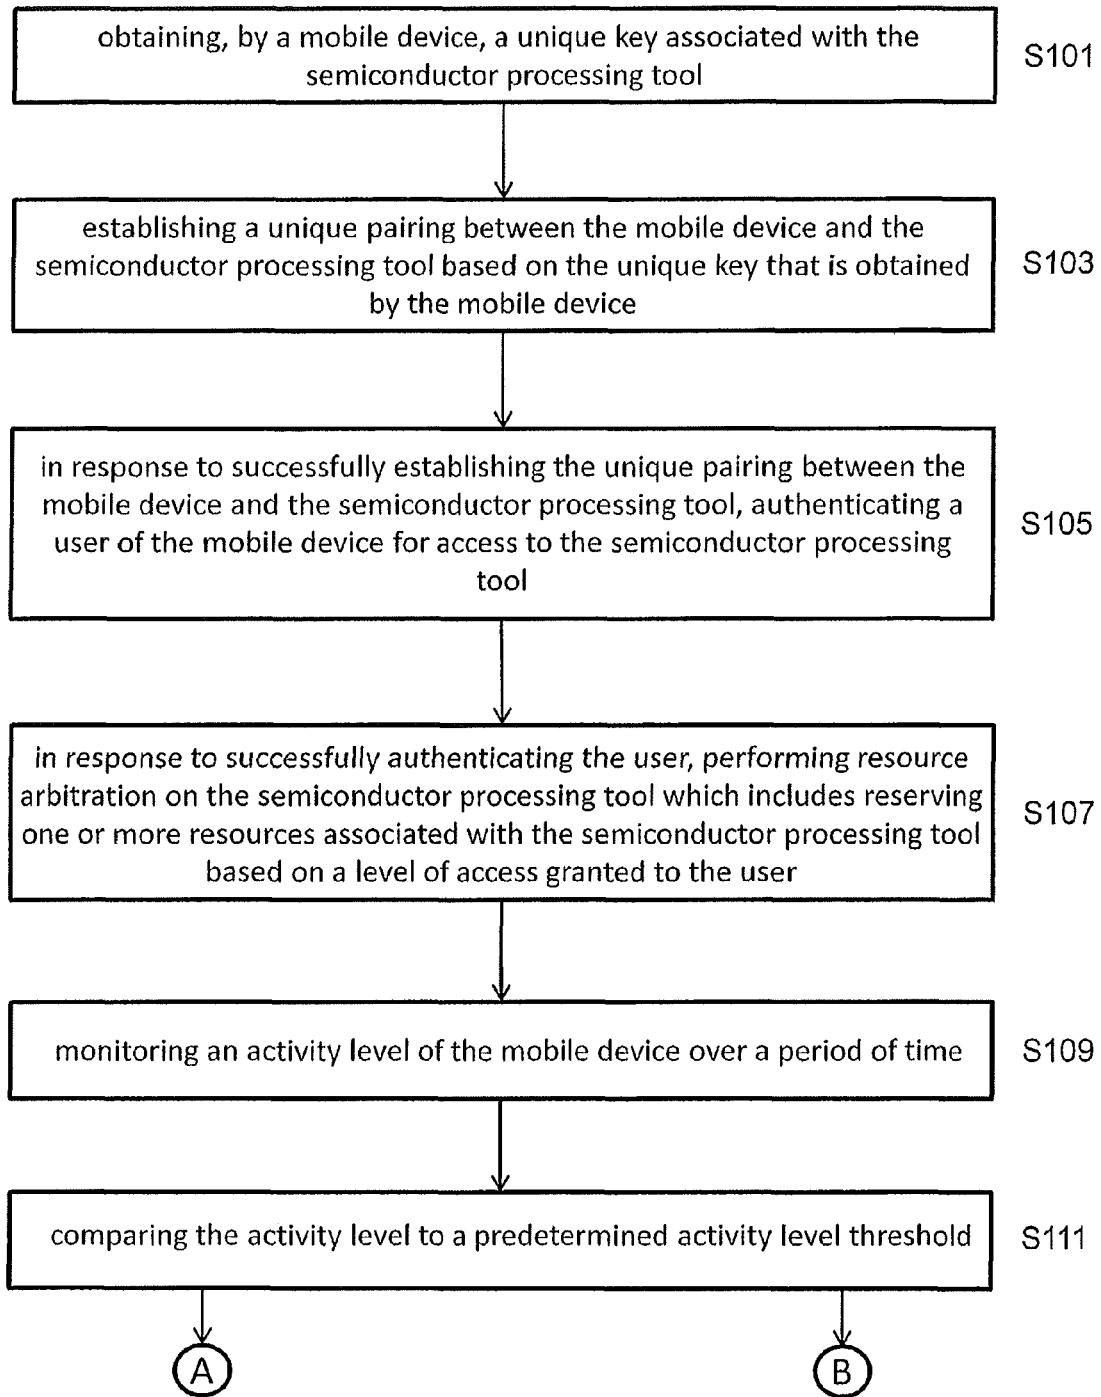 obtaining, by a mobile device, a unique key associated with the
semiconductor processing tool
S101
establishing a unique pairing between the mobile device and the
semiconductor processing tool based on the unique key that is obtained
by the mobile device
S103
in response to successfully establishing the unique pairing between the
mobile device and the semiconductor processing tool, authenticating a
user of the mobile device for access to the semiconductor processing
tool
S105
in response to successfully authenticating the user, performing resource
arbitration on the semiconductor processing tool which includes reserving
one or more resources associated with the semiconductor processing tool
based on a level of access granted to the user
S107
monitoring an activity level of the mobile device over a period of time
S109
comparing the activity level to a predetermined activity level threshold
S111
A
B